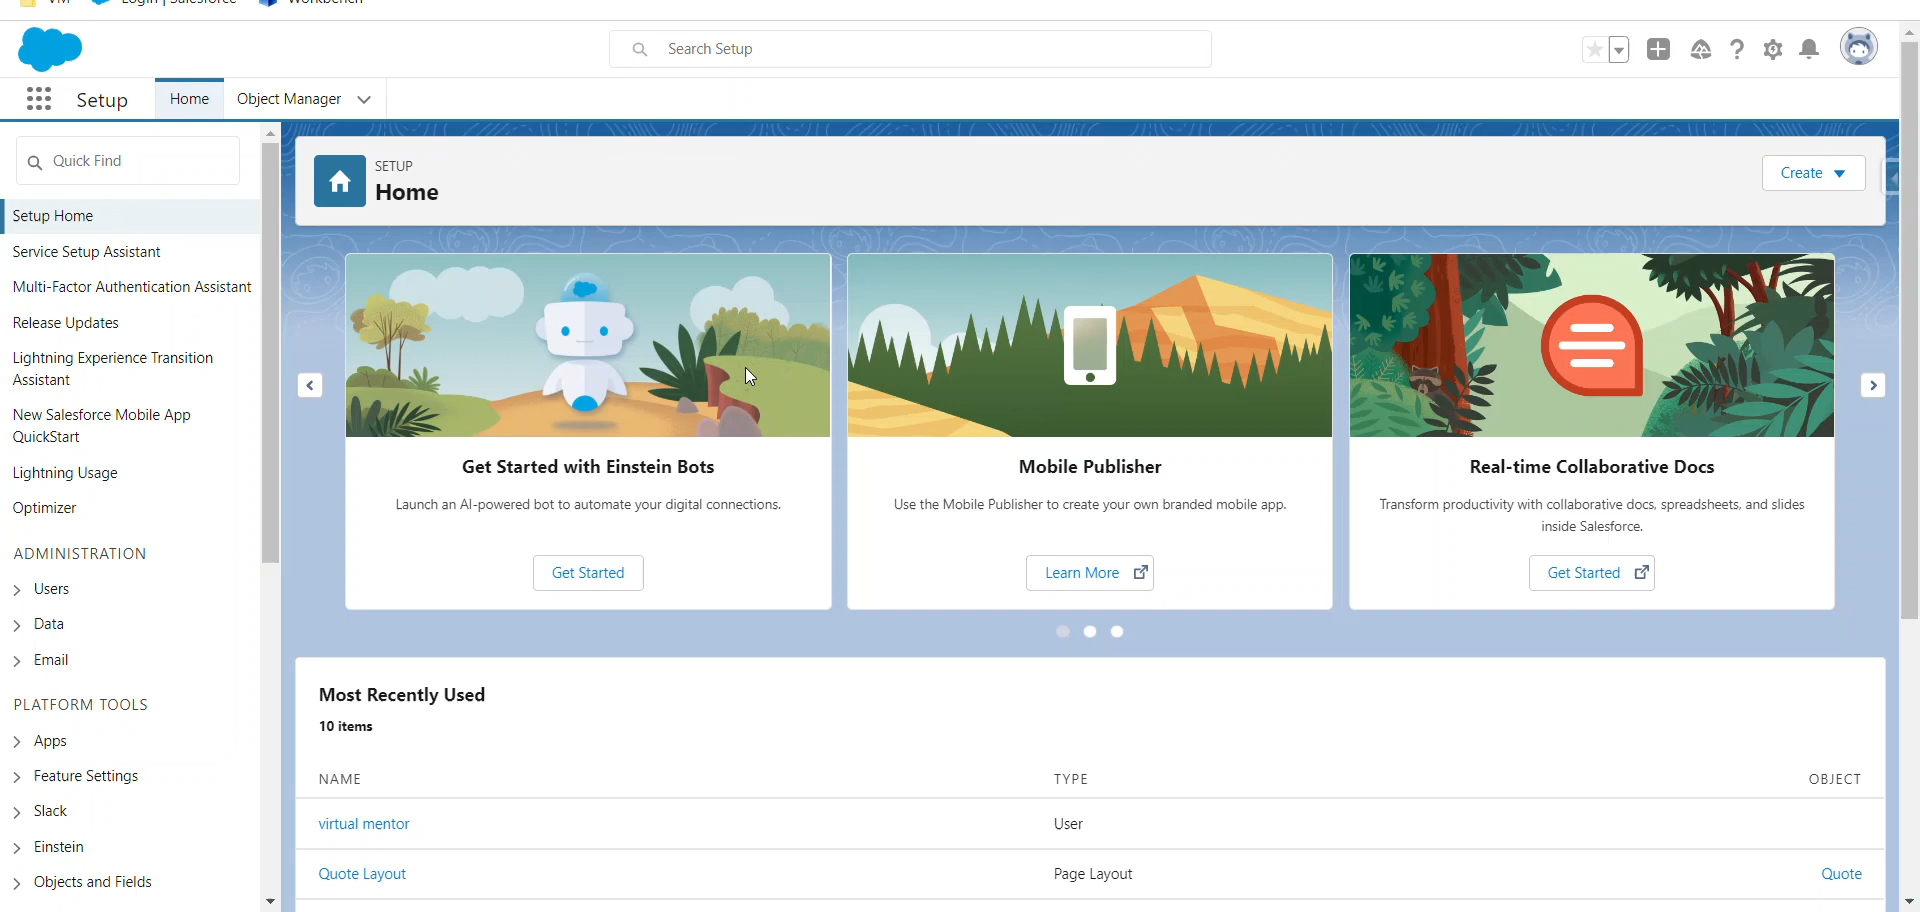 VM Login | Salesforce Workbench
Search Setup
Setup Home Object Manager
Quick Find
Setup Home
Service Setup Assistant
Multi-Factor Authentication Assistant
Release Updates
Lightning Experience Transition
Assistant
New Salesforce Mobile App
QuickStart
Lightning Usage
Optimizer
ADMINISTRATION
Users
Data
Email
PLATFORM TOOLS
Apps
Feature Settings
Slack
Einstein
Objects and Fields
SETUP
Home
Create
Get Started with Einstein Bots
Launch an AI-powered bot to automate your digital connections.
Get Started
Mobile Publisher
Use the Mobile Publisher to create your own branded mobile app.
Learn More
Real-time Collaborative Docs
Transform productivity with collaborative docs, spreadsheets, and slides
inside Salesforce.
Get Started
Most Recently Used
10 items
NAME TYPE OBJECT
virtual mentor User
Quote Layout Page Layout Quote